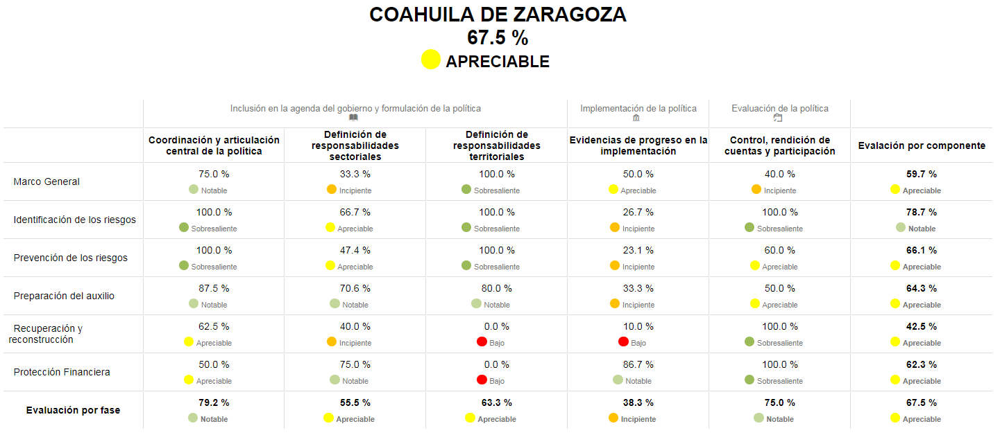 COAHUILA DE ZARAGOZA
67.5 %
APRECIABLE
Inclusión en la agenda del gobierno y formulación de la política
Implementación de la política
Evaluación de la política
Coordinación y articulación
central de la política
Definición de
responsabilidades
sectoriales
Definición de
responsabilidades
territoriales
Evidencias de progreso en la
implementación
Control, rendición de
cuentas y participación
Evalación por componente
Marco General
75.0 %
Notable
33.3 %
Incipiente
100.0 %
Sobresaliente
50.0 %
Apreciable
40.0 %
Incipiente
59.7 %
Apreciable
Identificación de los riesgos
100.0 %
Sobresaliente
66.7 %
Apreciable
100.0 %
Sobresaliente
26.7 %
Incipiente
100.0 %
Sobresaliente
78.7 %
Notable
Prevención de los riesgos
100.0 %
Sobresaliente
47.4 %
Apreciable
100.0 %
Sobresaliente
23.1 %
Incipiente
60.0 %
Apreciable
66.1 %
Apreciable
Preparación del auxilio
87.5 %
Notable
70.6 %
Notable
80.0 %
Notable
33.3 %
Incipiente
50.0 %
Apreciable
64.3 %
Apreciable
Recuperación y
reconstrucción
62.5 %
Apreciable
40.0 %
Incipiente
0.0 %
Bajo
10.0 %
Bajo
100.0 %
Sobresaliente
42.5 %
Apreciable
Protección Financiera
50.0 %
Apreciable
75.0 %
Notable
0.0 %
Bajo
86.7 %
Notable
100.0 %
Sobresaliente
62.3 %
Apreciable
Evaluación por fase
79.2 %
Notable
55.5 %
Apreciable
63.3 %
Apreciable
38.3 %
Incipiente
75.0 %
Notable
67.5 %
Apreciable